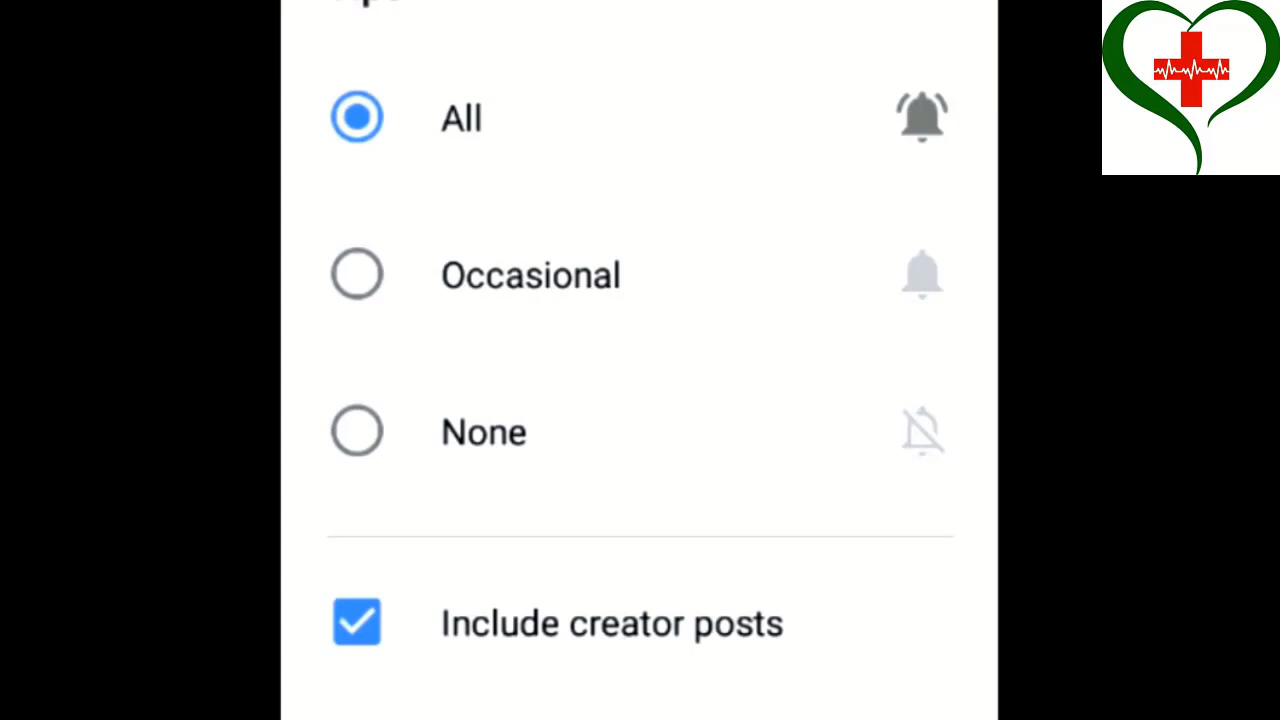 All
Occasional
None
Include creator posts